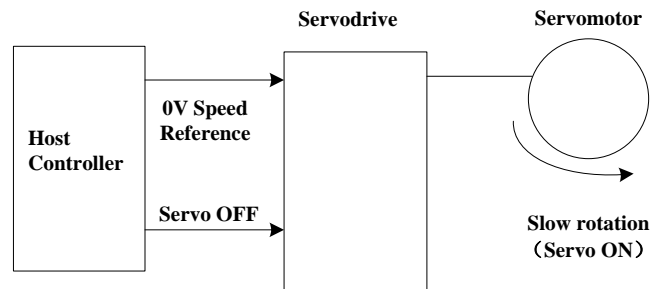 Servodrive
Servomotor
0V Speed
Reference
Host
Controller
Servo OFF
Slow rotation
（Servo ON）